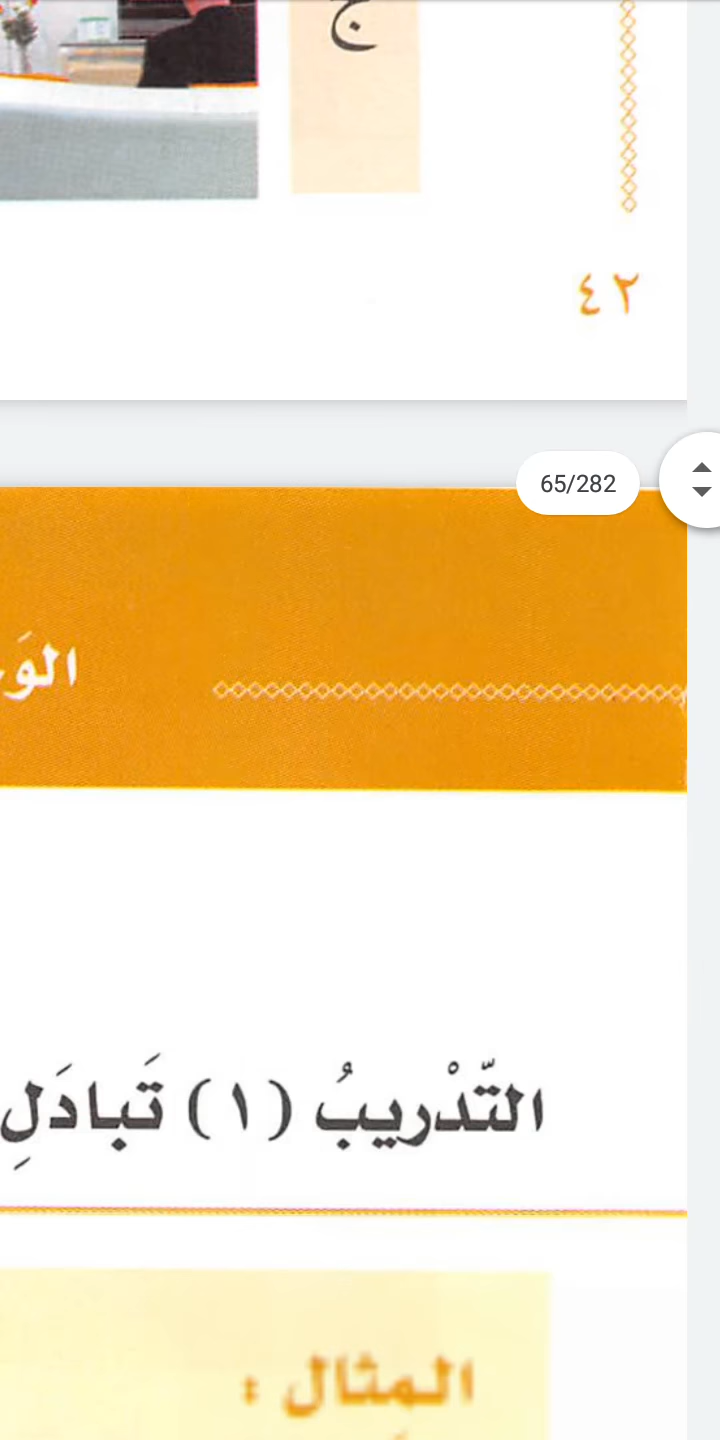 ج
٤٢
65/282
التّدْريبُ (١) تَبادَلِ
المثال :